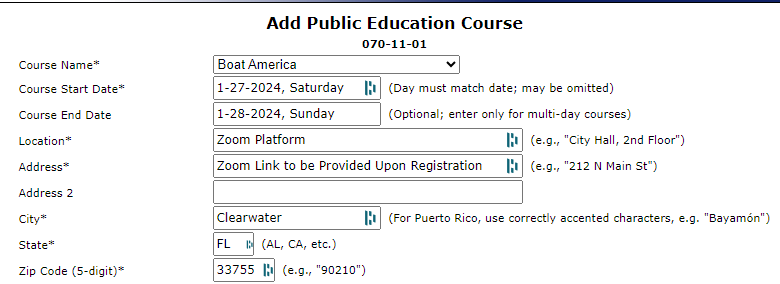 Add Public Education Course
070-11-01
Course Name* Boat America
Course Start Date* 1-27-2024, Saturday (Day must match date; may be omitted)
Course End Date 1-28-2024, Sunday (Optional; enter only for multi-day courses)
Location* Zoom Platform (e.g., "City Hall, 2nd Floor")
Address* Zoom Link to be Provided Upon Registration (e.g., "212 N Main St")
Address 2
City* Clearwater (For Puerto Rico, use correctly accented characters, e.g. "Bayamón")
State* FL (AL, CA, etc.)
Zip Code (5-digit)* 33755 (e.g., "90210")